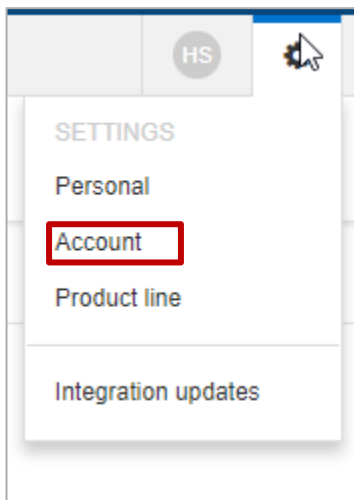 HS
SETTINGS
Personal
Account
Product line
Integration updates